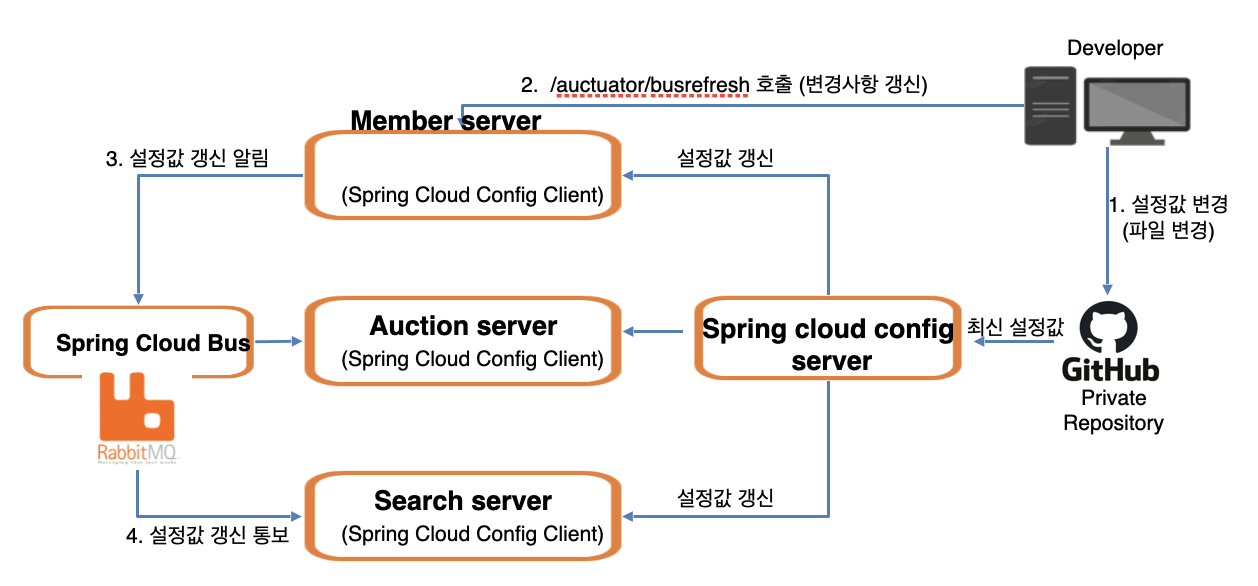 Developer
2. /auctuator/busrefresh 호출 (변경사항 갱신)
Member server
3. 설정값 갱신 알림
설정값 갱신
(Spring Cloud Config Client)
1. 설정값 변경
(파일 변경)
Spring Cloud Bus
Auction server
(Spring Cloud Config Client)
Spring cloud config
server
최신 설정값
GitHub
Private
Repository
RabbitMQ
Messaging that just works
Search server
(Spring Cloud Config Client)
설정값 갱신
4. 설정값 갱신 통보